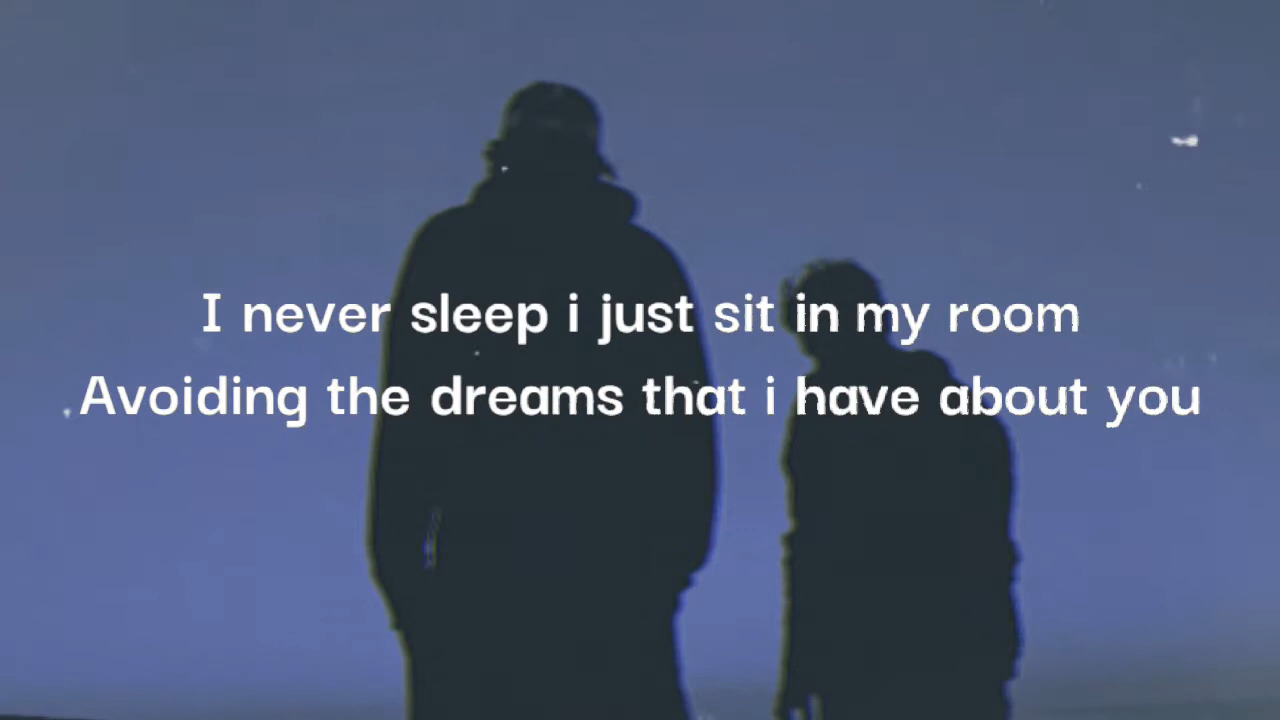 I never sleep i just sit in my room
Avoiding the dreams that i have about you